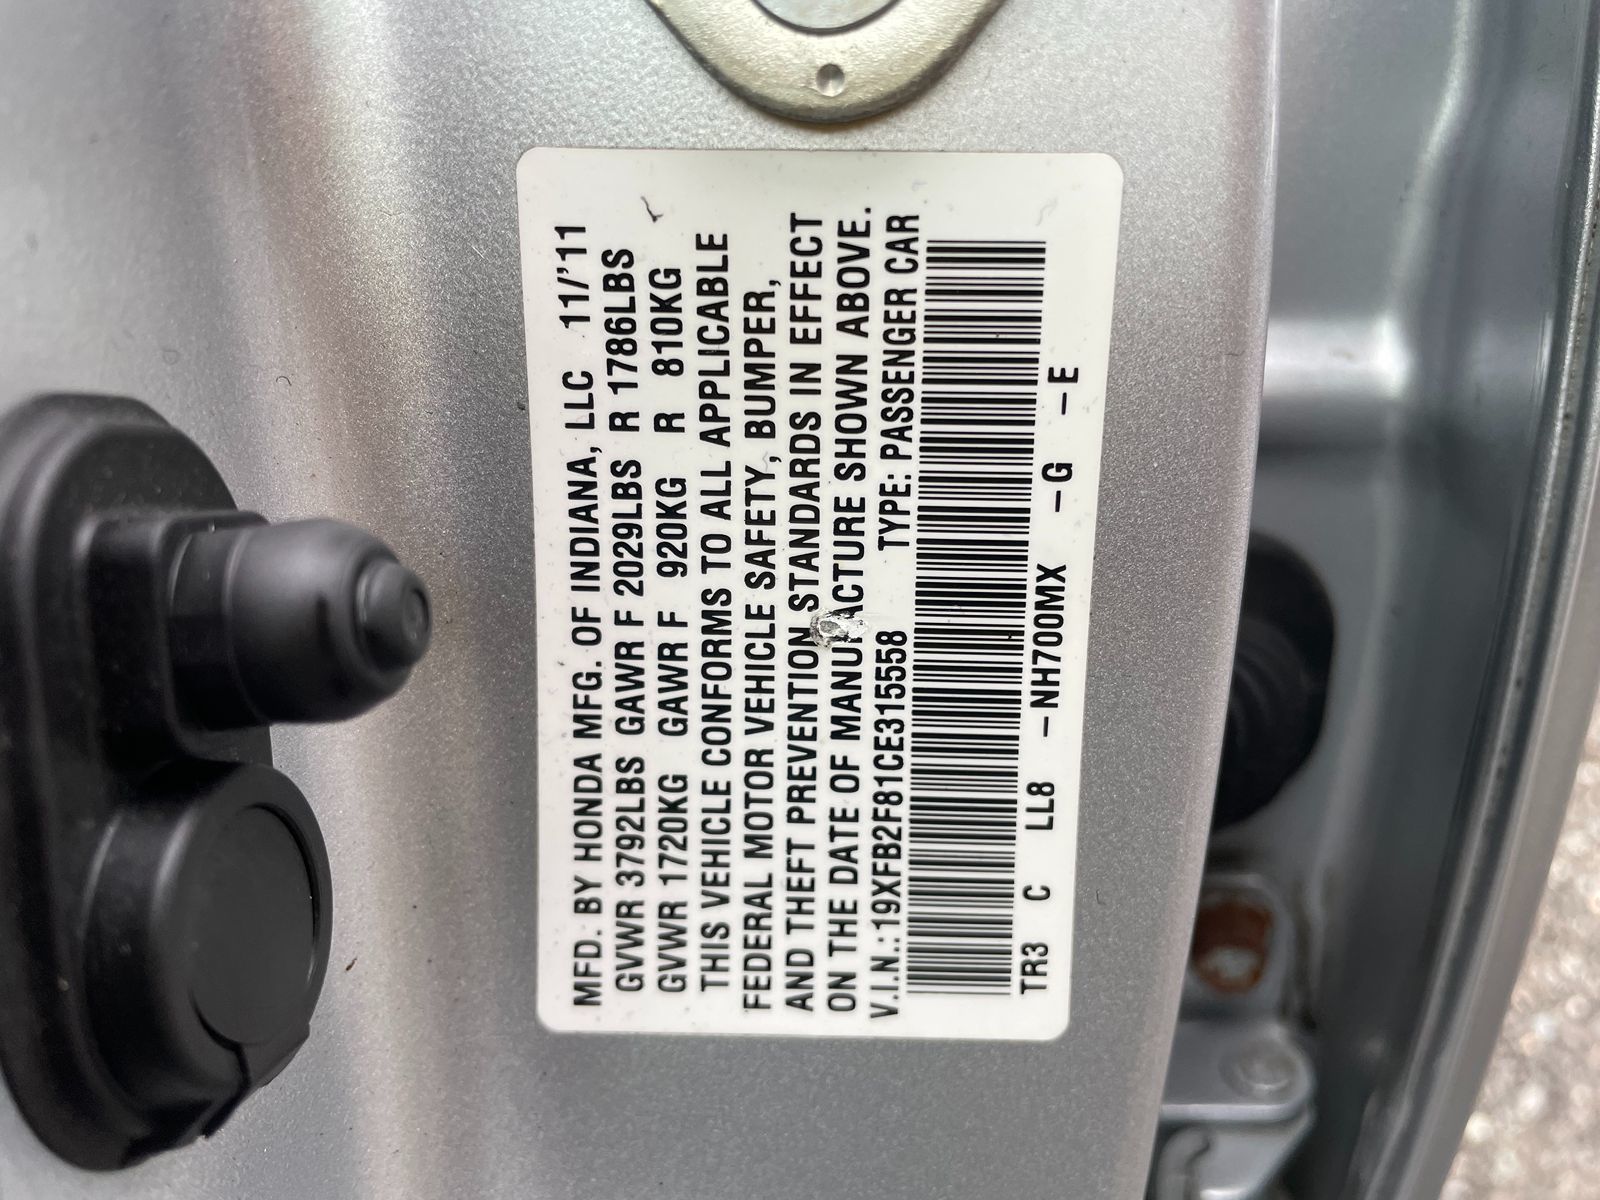 MFD. BY HONDA MFG. OF INDIANA, LLC 11/'11
GVWR 3792LBS GAWR F 2029LBS R 1786LBS
GVWR 1720KG GAWR F 920KG R 810KG
THIS VEHICLE CONFORMS TO ALL APPLICABLE
FEDERAL MOTOR VEHICLE SAFETY, BUMPER,
AND THEFT PREVENTION STANDARDS IN EFFECT
ON THE DATE OF MANUFACTURE SHOWN ABOVE.
V.I.N.:19XFB2F81CE315558 TYPE: PASSENGER CAR
TR3 C LL8 -NH700MX -G -E